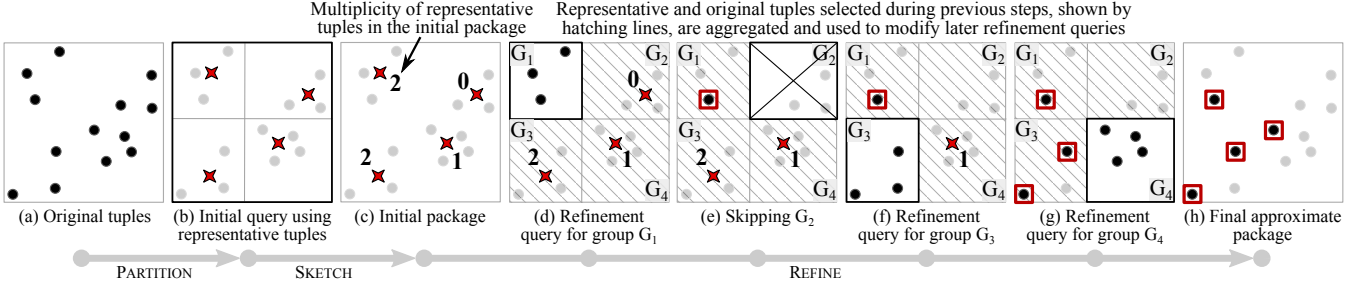 Multiplicity of representative
tuples in the initial package
Representative and original tuples selected during previous steps, shown by
hatching lines, are aggregated and used to modify later refinement queries
2
0
2
1
G1
G2
0
G3
2
1
G4
G1
G2
G3
2
1
G4
G1
G2
G3
1
G4
G1
G2
G3
G4
(a) Original tuples
(b) Initial query using
representative tuples
(c) Initial package
(d) Refinement
query for group G1
(e) Skipping G2
(f) Refinement
query for group G3
(g) Refinement
query for group G4
(h) Final approximate
package
PARTITION
SKETCH
REFINE